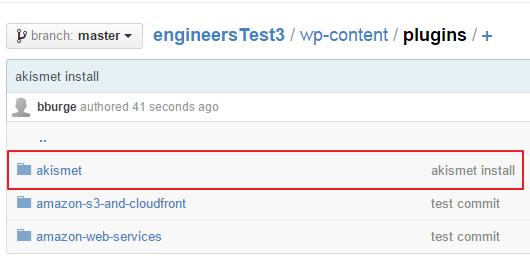 branch: master engineersTest3 / wp-content / plugins / +
akismet install
bburge authored 41 seconds ago
..
akismet akismet install
amazon-s3-and-cloudfront test commit
amazon-web-services test commit